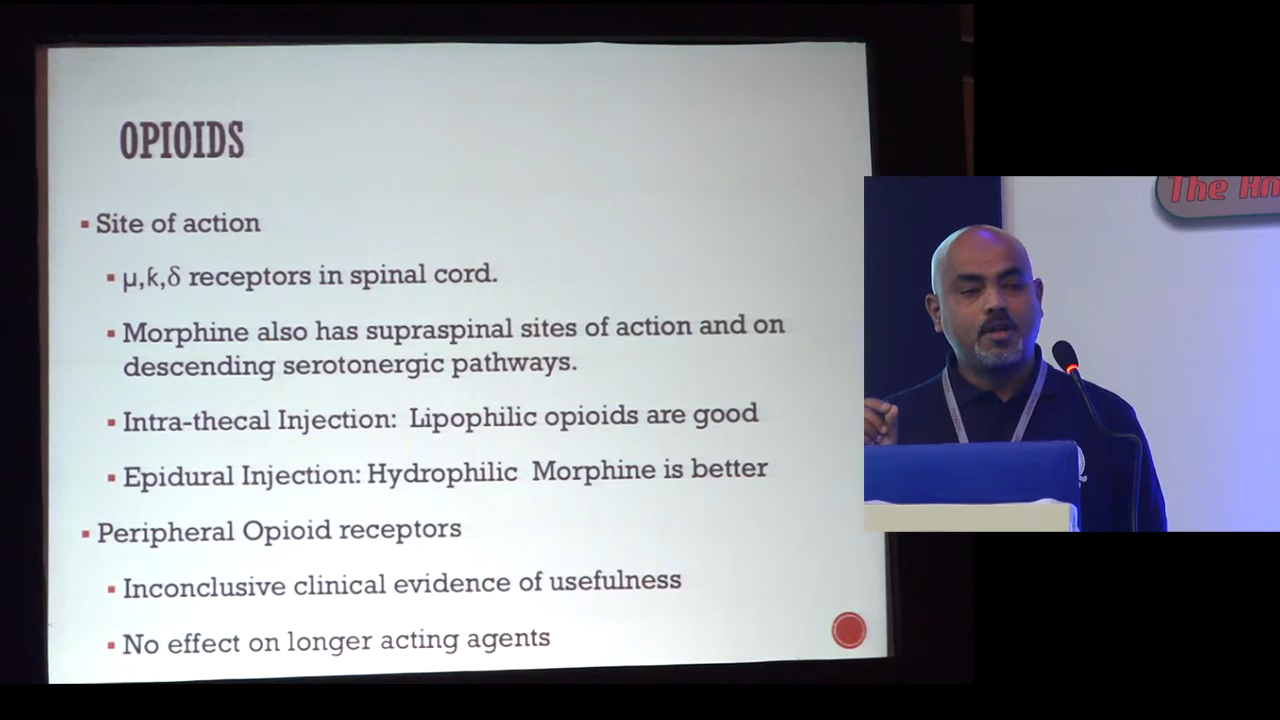 OPIOIDS
▪ Site of action
▪ µ,ƙ,δ receptors in spinal cord.
▪ Morphine also has supraspinal sites of action and on
descending serotonergic pathways.
▪ Intra-thecal Injection: Lipophilic opioids are good
▪ Epidural Injection: Hydrophilic Morphine is better
▪ Peripheral Opioid receptors
▪ Inconclusive clinical evidence of usefulness
▪ No effect on longer acting agents
The